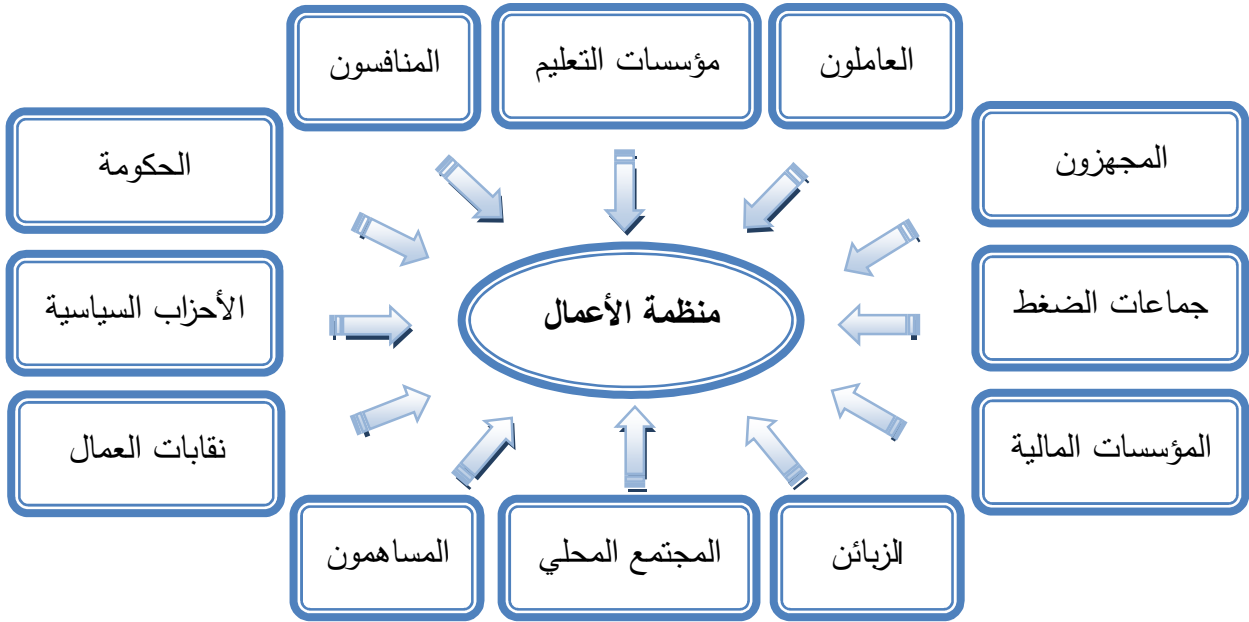 العاملون
مؤسسات التعليم
المنافسون
المجهزون
الحكومة
جماعات الضغط
منظمة الأعمال
الأحزاب السياسية
المؤسسات المالية
نقابات العمال
الزبائن
المجتمع المحلي
المساهمون